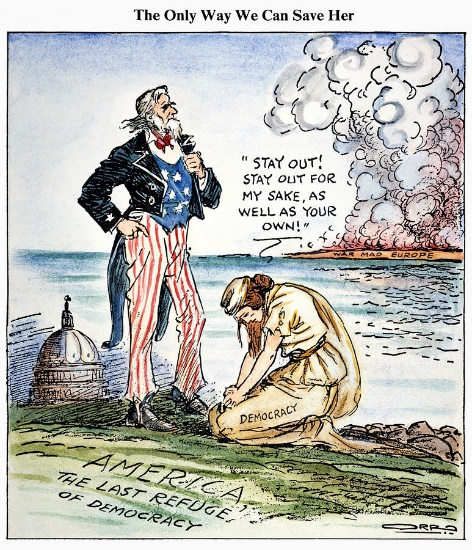 The Only Way We Can Save Her
"STAY OUT!
STAY OUT FOR
MY SAKE, AS
WELL AS YOUR
OWN!"
WAR MAD EUROPE
DEMOCRACY
AMERICA
THE LAST REFUGE
OF DEMOCRACY
ORR